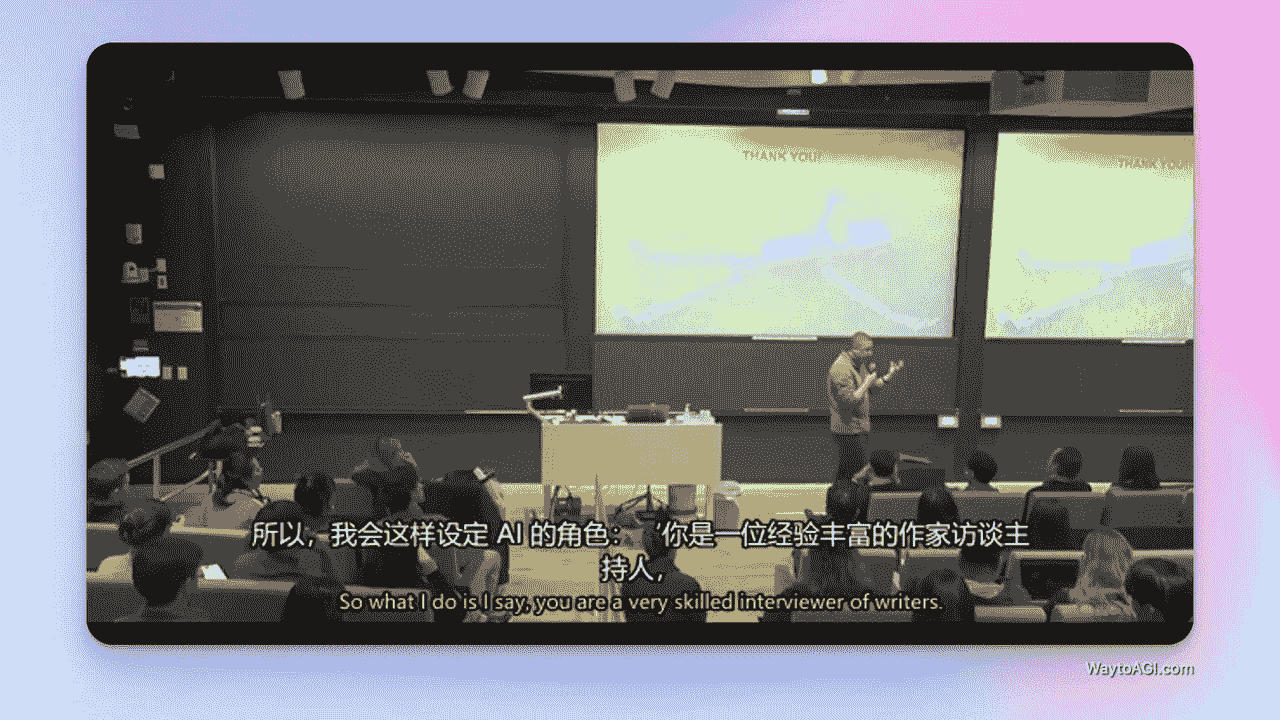 THANK YOU!
THANK YOU!
所以，我会这样设定 AI 的角色：‘你是一位经验丰富的作家访谈主
持人，
So what I do is I say, you are a very skilled interviewer of writers.
WaytoAGI.com